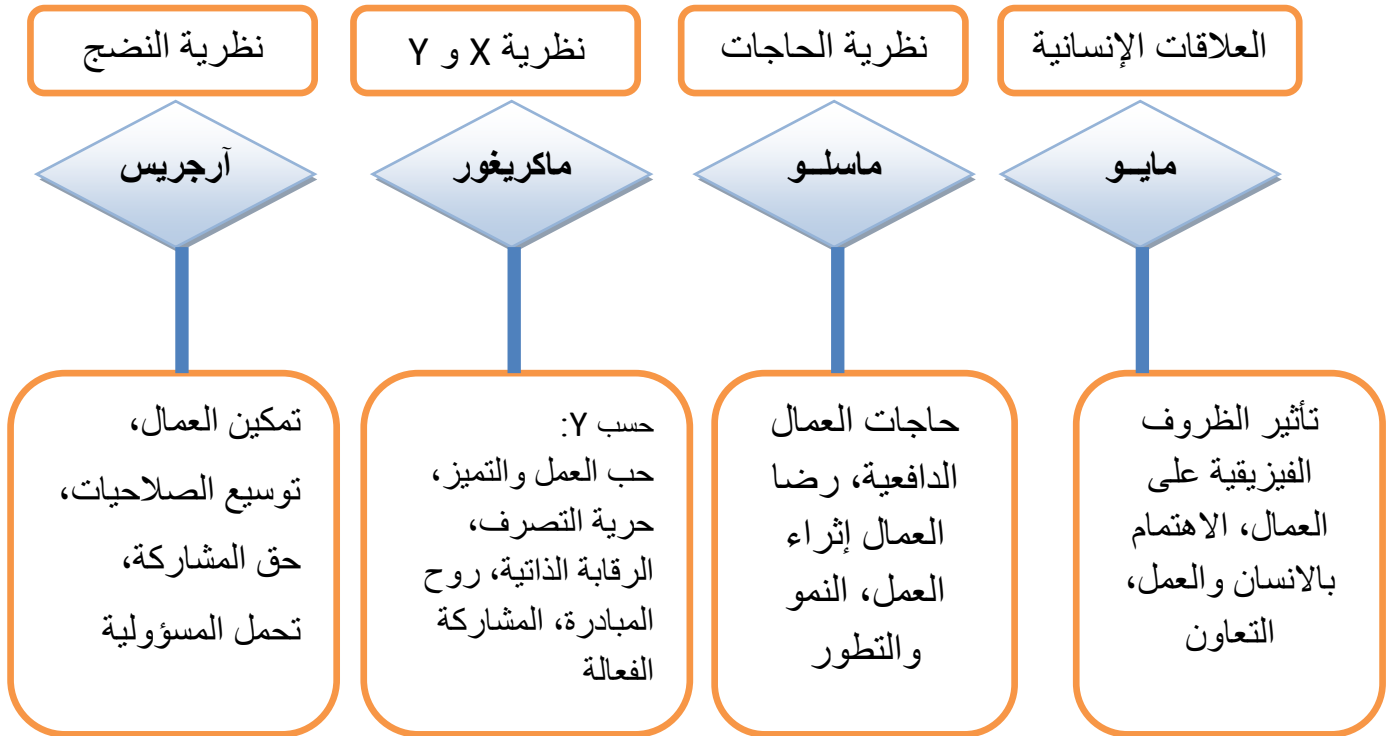 العلاقات الإنسانية
نظرية الحاجات
نظرية X و Y
نظرية النضج
مايــو
ماسلــو
ماكريغور
آرجريس
تأثير الظروف
الفيزيقية على
العمال، الاهتمام
بالانسان والعمل،
التعاون
حاجات العمال
الدافعية، رضا
العمال إثراء
العمل، النمو
والتطور
حسب Y:
حب العمل والتميز،
حرية التصرف،
الرقابة الذاتية، روح
المبادرة، المشاركة
الفعالة
تمكين العمال،
توسيع الصلاحيات،
حق المشاركة،
تحمل المسؤولية